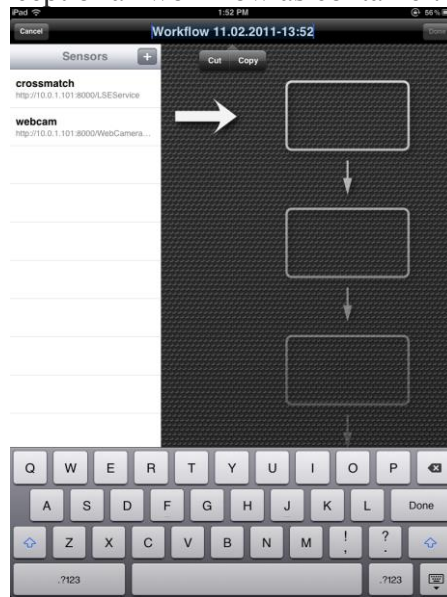 iPad 1:52 PM 56%
Cancel Workflow 11.02.2011-13:52 Done
Sensors +
Cut Copy
crossmatch
http://10.0.1.101:8000/LSEService
webcam
http://10.0.1.101:8000/WebCamera...
Q W E R T Y U I O P
A S D F G H J K L Done
Z X C V B N M ! , ? .
.?123 .?123